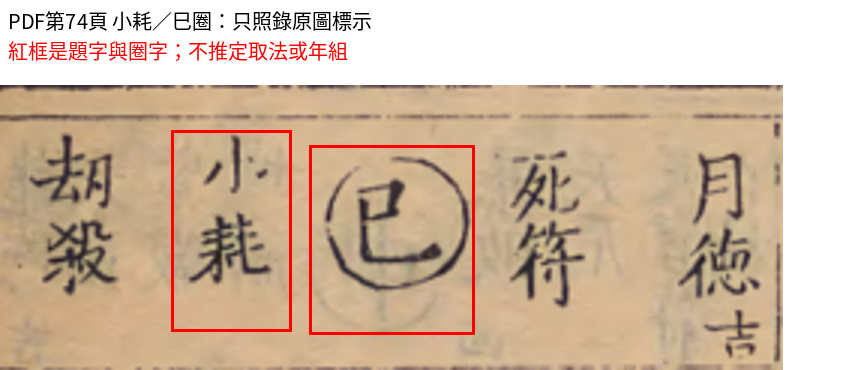 PDF第74頁 小耗／巳圈：只照錄原圖標示
紅框是題字與圈字；不推定取法或年組
月德吉
死符
巳
小耗
刼殺